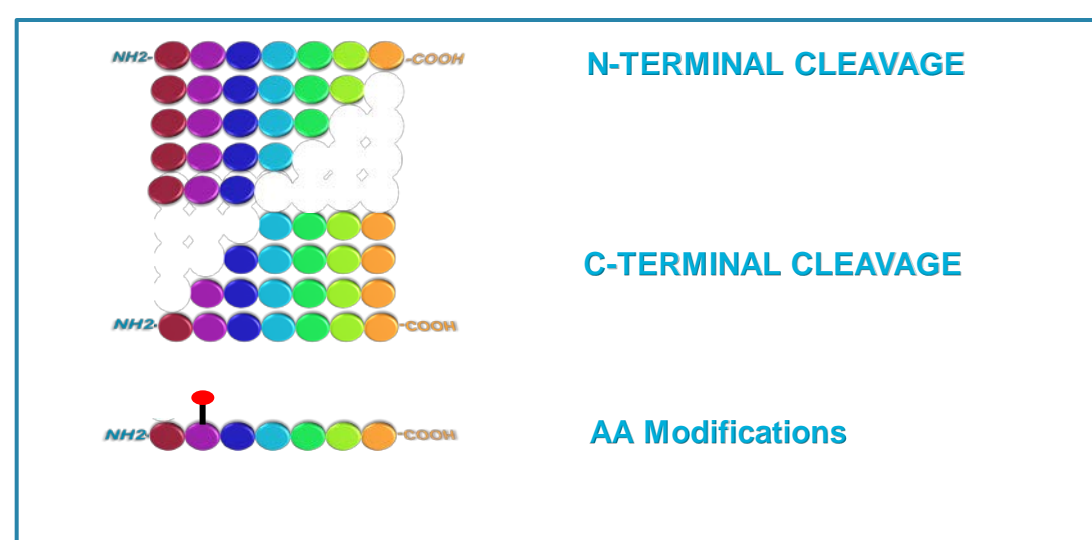 NH2- -COOH
N-TERMINAL CLEAVAGE
C-TERMINAL CLEAVAGE
NH2- -COOH
NH2- -COOH
AA Modifications